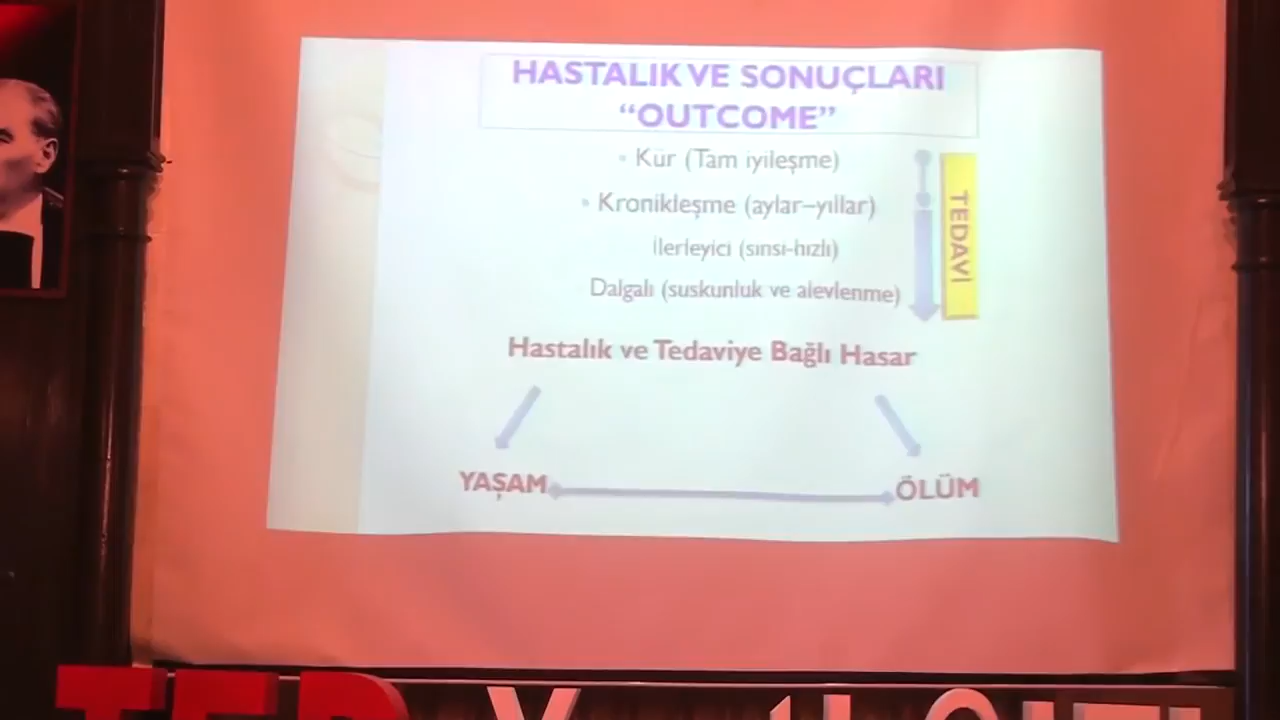 HASTALIK VE SONUÇLARI
“OUTCOME”
• Kür (Tam iyileşme)
• Kronikleşme (aylar–yıllar)
İlerleyici (sinsi-hızlı)
Dalgalı (suskunluk ve alevlenme)
TEDAVİ
Hastalık ve Tedaviye Bağlı Hasar
YAŞAM
ÖLÜM
TED